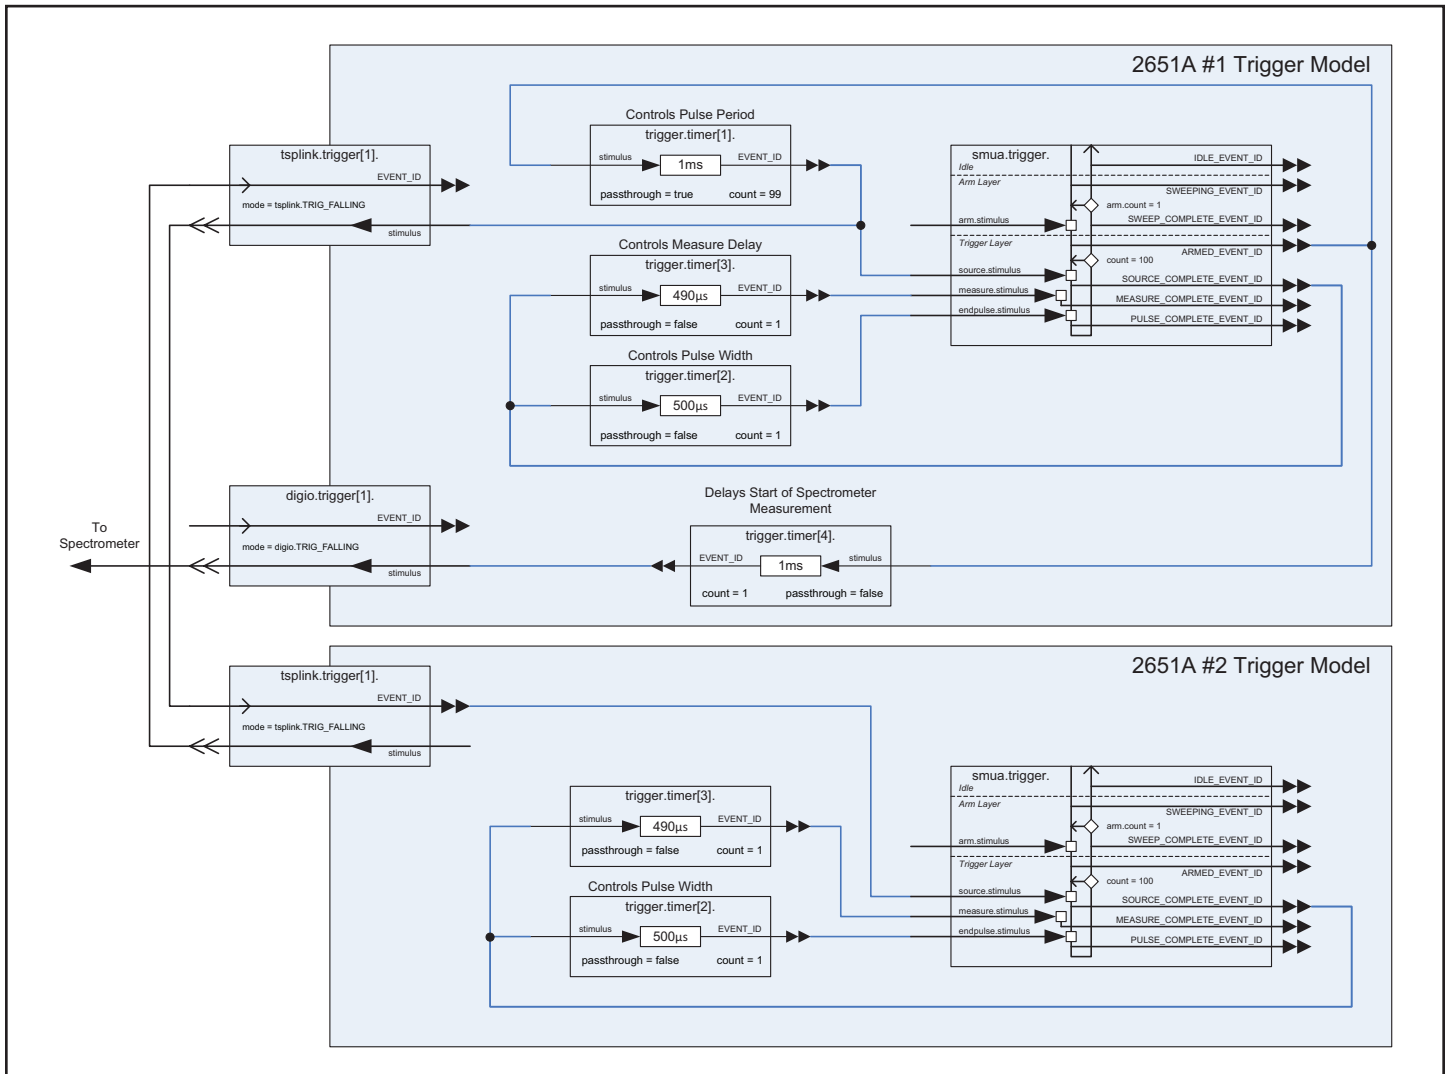 2651A #1 Trigger Model
Controls Pulse Period
trigger.timer[1].
stimulus
1ms
EVENT_ID
passthrough = true
count = 99
tsplink.trigger[1].
EVENT_ID
mode = tsplink.TRIG_FALLING
stimulus
Controls Measure Delay
trigger.timer[3].
stimulus
490µs
EVENT_ID
passthrough = false
count = 1
Controls Pulse Width
trigger.timer[2].
stimulus
500µs
EVENT_ID
passthrough = false
count = 1
smua.trigger.
Idle
IDLE_EVENT_ID
Arm Layer
SWEEPING_EVENT_ID
arm.count = 1
arm.stimulus
SWEEP_COMPLETE_EVENT_ID
Trigger Layer
ARMED_EVENT_ID
count = 100
source.stimulus
SOURCE_COMPLETE_EVENT_ID
measure.stimulus
MEASURE_COMPLETE_EVENT_ID
endpulse.stimulus
PULSE_COMPLETE_EVENT_ID
To
Spectrometer
digio.trigger[1].
EVENT_ID
mode = digio.TRIG_FALLING
stimulus
Delays Start of Spectrometer
Measurement
trigger.timer[4].
EVENT_ID
1ms
stimulus
count = 1
passthrough = false
2651A #2 Trigger Model
tsplink.trigger[1].
EVENT_ID
mode = tsplink.TRIG_FALLING
stimulus
trigger.timer[3].
stimulus
490µs
EVENT_ID
passthrough = false
count = 1
Controls Pulse Width
trigger.timer[2].
stimulus
500µs
EVENT_ID
passthrough = false
count = 1
smua.trigger.
Idle
IDLE_EVENT_ID
Arm Layer
SWEEPING_EVENT_ID
arm.count = 1
arm.stimulus
SWEEP_COMPLETE_EVENT_ID
Trigger Layer
ARMED_EVENT_ID
count = 100
source.stimulus
SOURCE_COMPLETE_EVENT_ID
measure.stimulus
MEASURE_COMPLETE_EVENT_ID
endpulse.stimulus
PULSE_COMPLETE_EVENT_ID